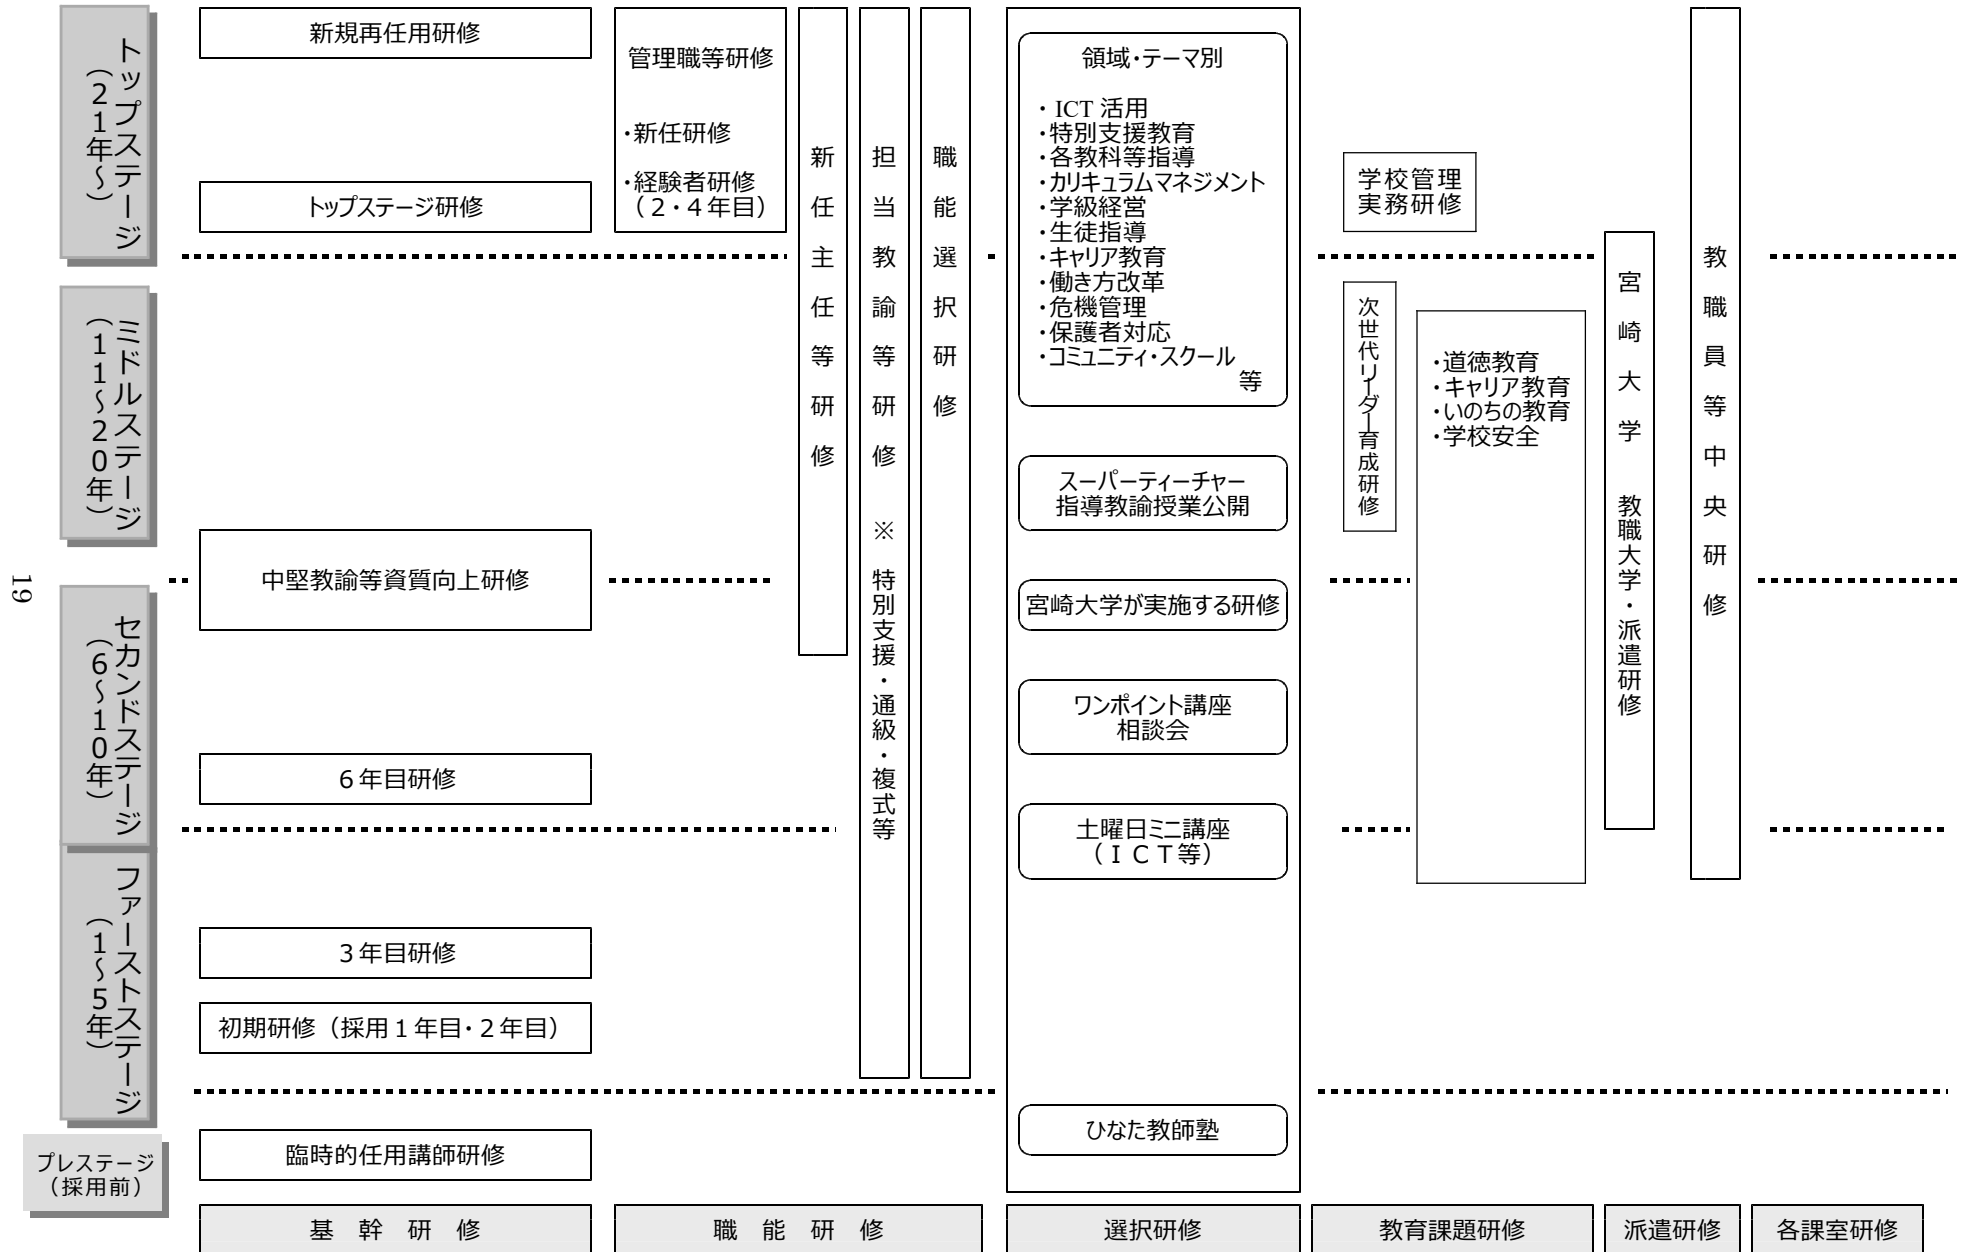 トップステージ
（21年～）
ミドルステージ
（11～20年）
セカンドステージ
（6～10年）
ファーストステージ
（1～5年）
プレステージ
（採用前）
19
新規再任用研修
トップステージ研修
中堅教諭等資質向上研修
６年目研修
３年目研修
初期研修（採用１年目・２年目）
臨時的任用講師研修
基幹研修
管理職等研修
・新任研修
・経験者研修
（２・４年目）
新任主任等研修
担当教諭等研修　※特別支援・通級・複式等
職能選択研修
職能研修
領域・テーマ別
・ICT 活用
・特別支援教育
・各教科等指導
・カリキュラムマネジメント
・学級経営
・生徒指導
・キャリア教育
・働き方改革
・危機管理
・保護者対応
・コミュニティ・スクール
等
スーパーティーチャー
指導教諭授業公開
宮崎大学が実施する研修
ワンポイント講座
相談会
土曜日ミニ講座
（ＩＣＴ等）
ひなた教師塾
選択研修
学校管理
実務研修
次世代リーダー育成研修
・道徳教育
・キャリア教育
・いのちの教育
・学校安全
教育課題研修
宮崎大学　教職大学・派遣研修
教職員等中央研修
派遣研修
各課室研修